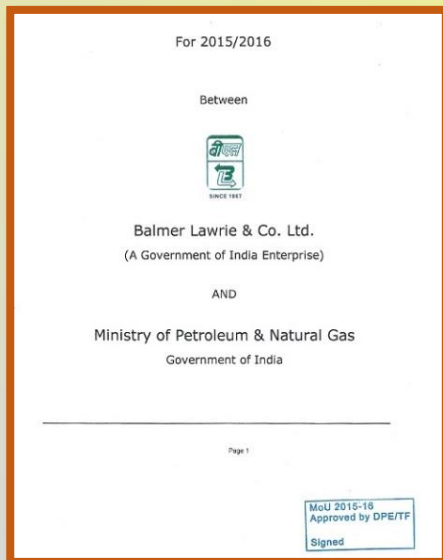 For 2015/2016
Between
बीएल
SINCE 1867
Balmer Lawrie & Co. Ltd.
(A Government of India Enterprise)
AND
Ministry of Petroleum & Natural Gas
Government of India
Page 1
MoU 2015-16
Approved by DPE/TF
Signed